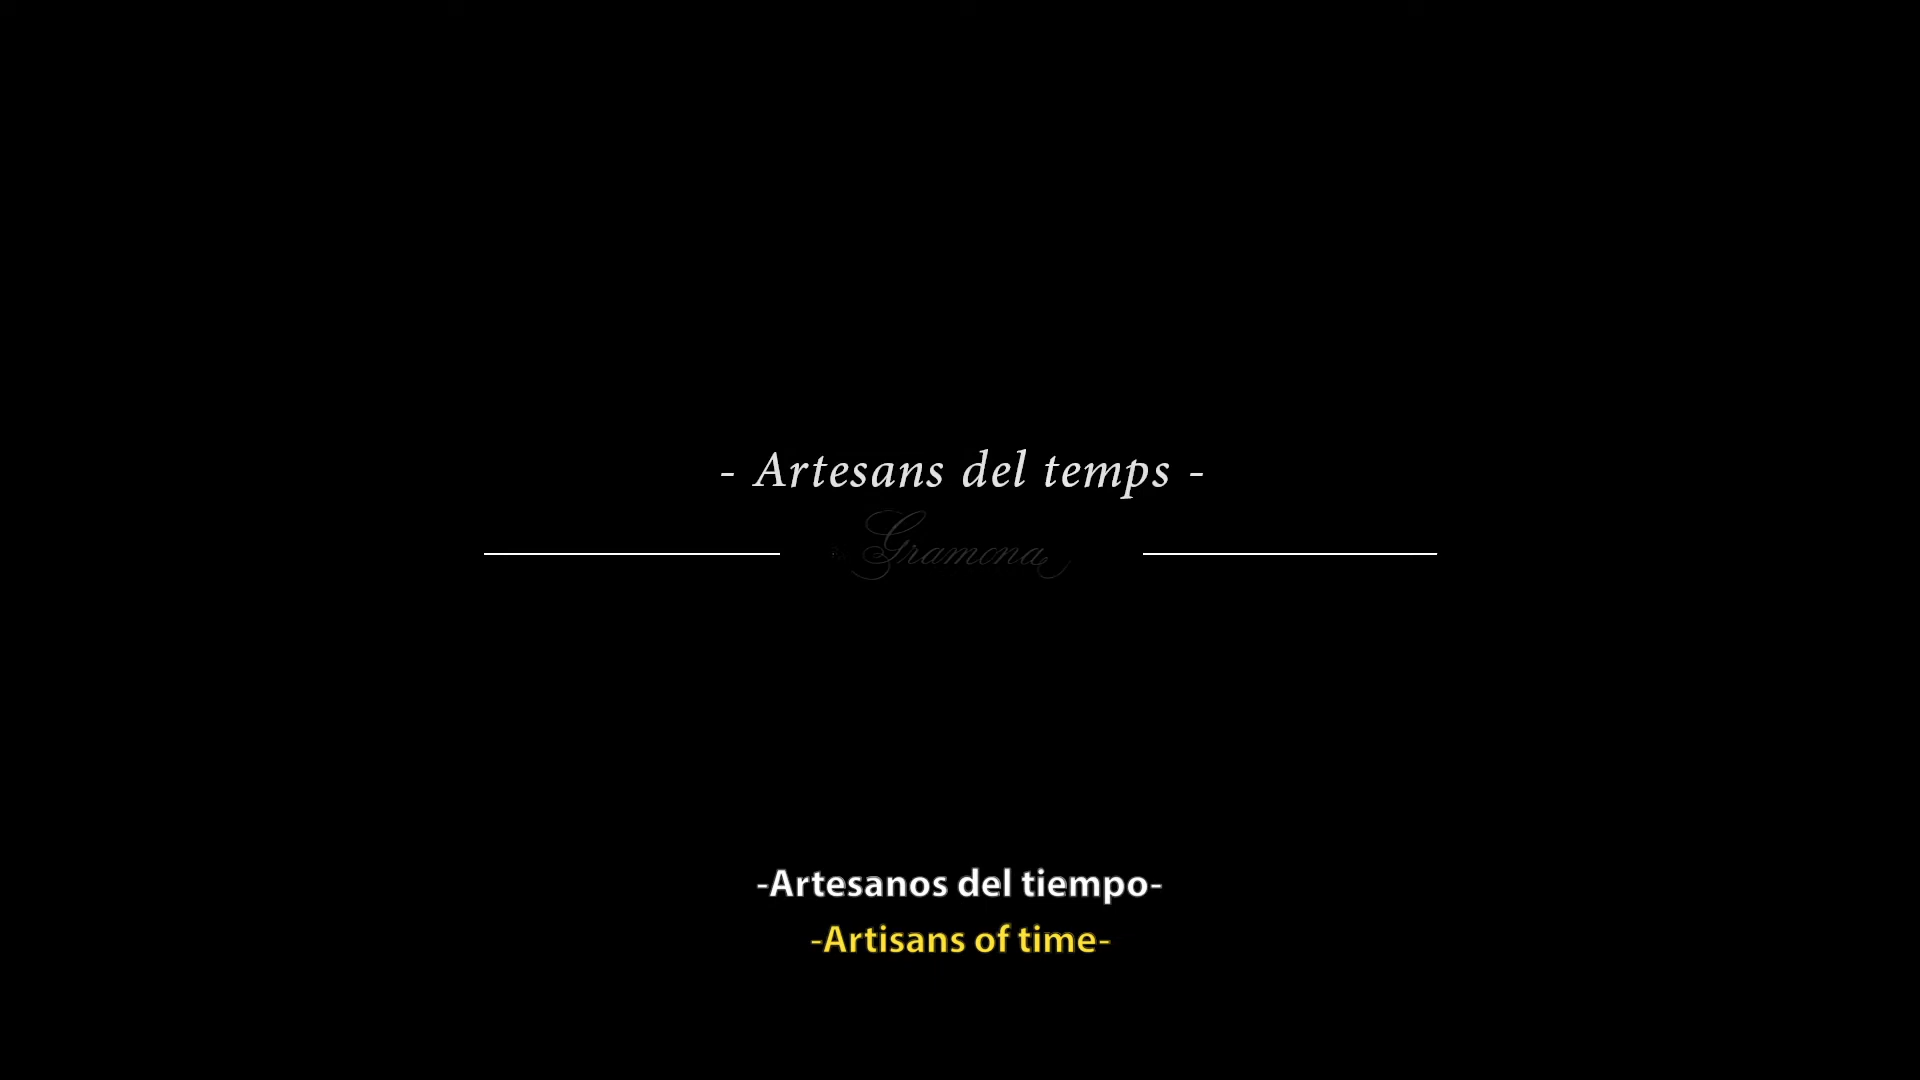 - Artesans del temps -
Gramona
-Artesanos del tiempo-
-Artisans of time-